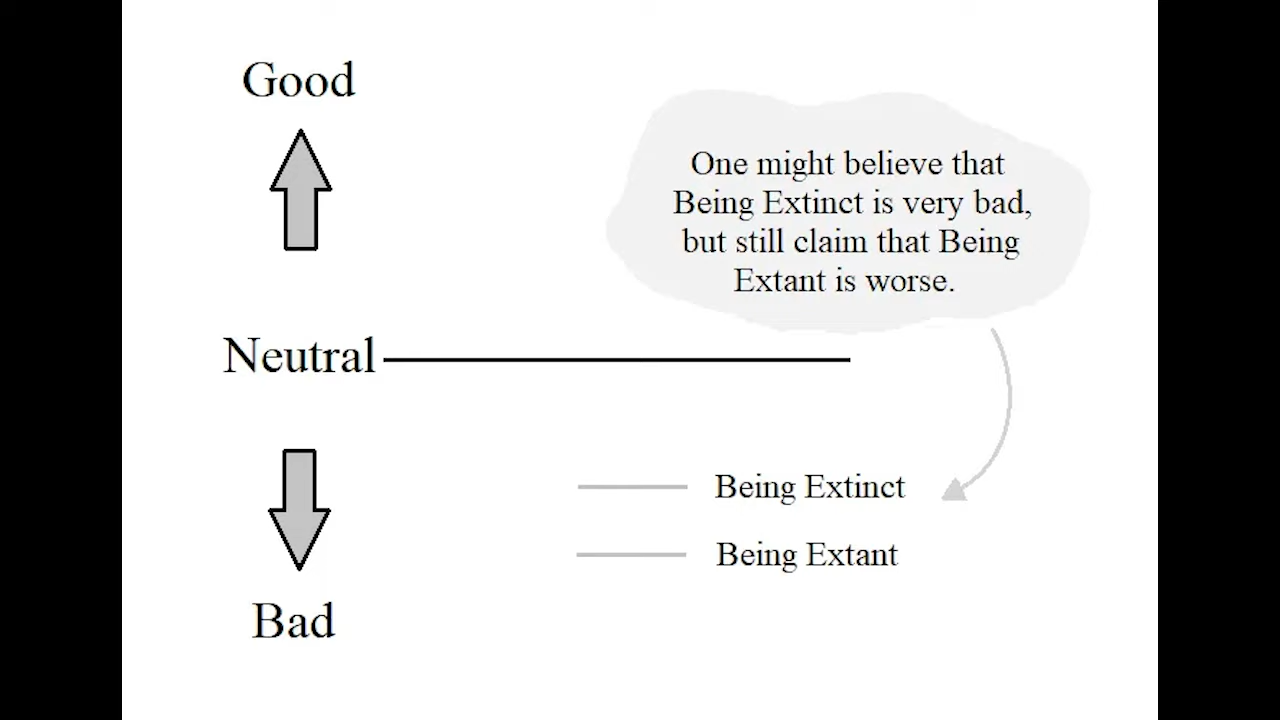 Good
One might believe that
Being Extinct is very bad,
but still claim that Being
Extant is worse.
Neutral
Being Extinct
Being Extant
Bad